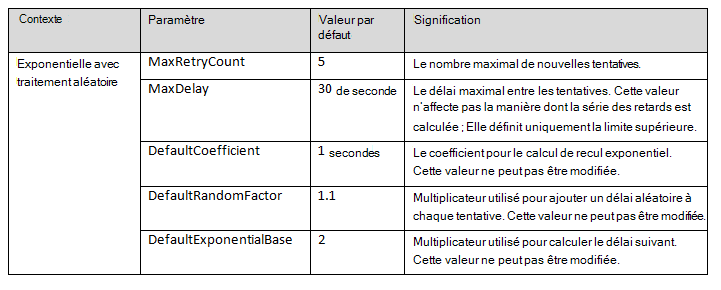 Contexte Paramètre Valeur par défaut Signification
Exponentielle avec traitement aléatoire
MaxRetryCount 5 Le nombre maximal de nouvelles tentatives.
MaxDelay 30 de seconde Le délai maximal entre les tentatives. Cette valeur
n'affecte pas la manière dont la série des retards est
calculée ; Elle définit uniquement la limite supérieure.
DefaultCoefficient 1 secondes Le coefficient pour le calcul de recul exponentiel.
Cette valeur ne peut pas être modifiée.
DefaultRandomFactor 1.1 Multiplicateur utilisé pour ajouter un délai aléatoire à
chaque tentative. Cette valeur ne peut pas être modifiée.
DefaultExponentialBase 2 Multiplicateur utilisé pour calculer le délai suivant.
Cette valeur ne peut pas être modifiée.